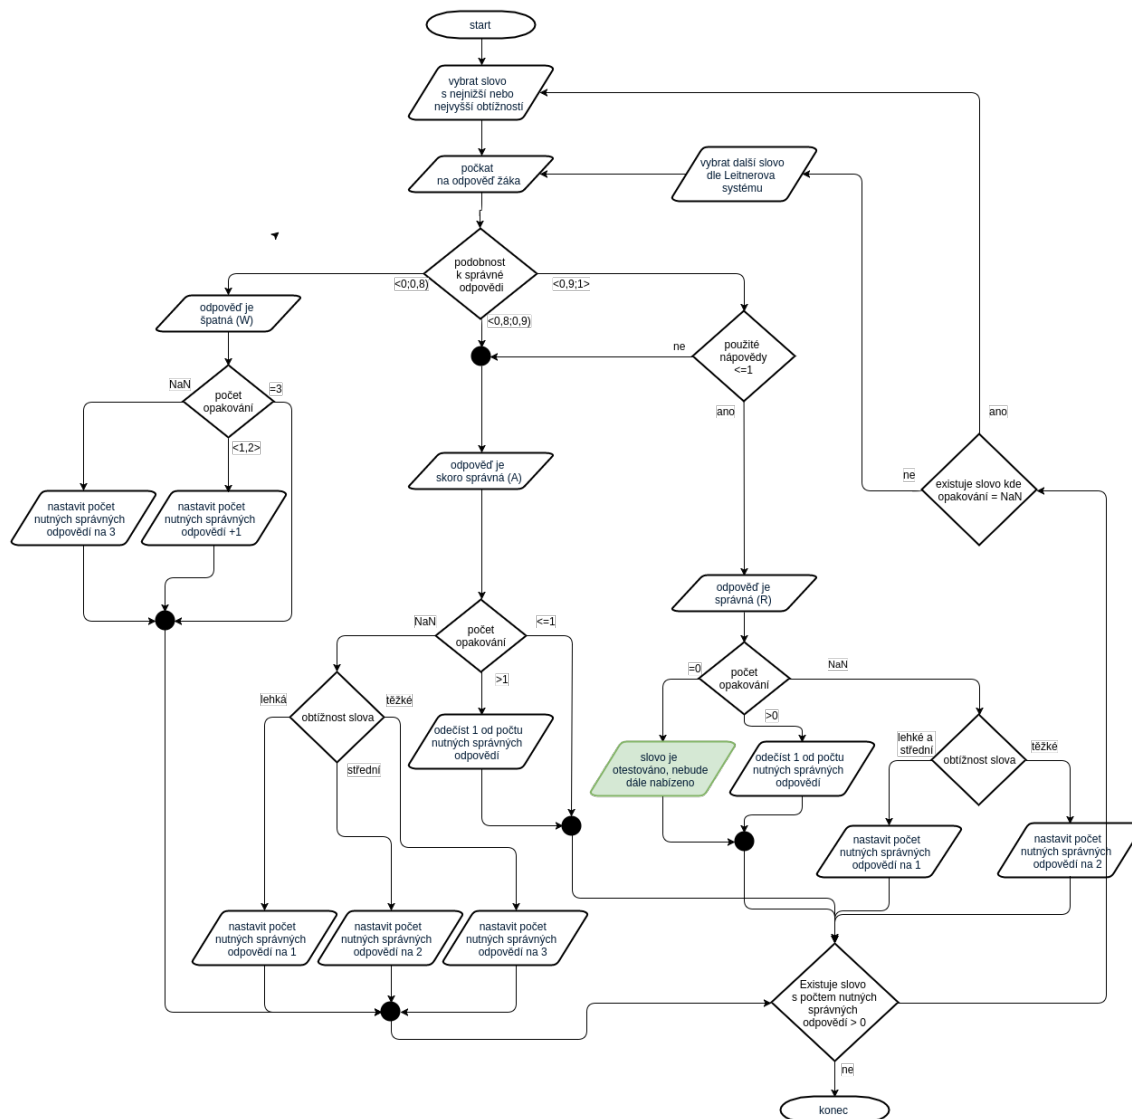 start
vybrat slovo
s nejnižší nebo
nejvyšší obtížností
počkat
na odpověď žáka
vybrat další slovo
dle Leitnerova
systému
podobnost
k správné
odpovědi
<0;0,8)
<0,9;1>
<0,8;0,9)
odpověď je
špatná (W)
použité
nápovědy
<=1
ne
ano
NaN
=3
počet
opakování
<1,2>
nastavit počet
nutných správných
odpovědí na 3
nastavit počet
nutných správných
odpovědí +1
odpověď je
skoro správná (A)
ano
ne
existuje slovo kde
opakování = NaN
odpověď je
správná (R)
NaN
<=1
počet
opakování
>1
=0
NaN
počet
opakování
>0
lehká
těžké
obtížnost slova
střední
odečíst 1 od počtu
nutných správných
odpovědí
slovo je
otestováno, nebude
dále nabízeno
odečíst 1 od počtu
nutných správných
odpovědí
lehké a
střední
těžké
obtížnost slova
nastavit počet
nutných správných
odpovědí na 1
nastavit počet
nutných správných
odpovědí na 2
nastavit počet
nutných správných
odpovědí na 1
nastavit počet
nutných správných
odpovědí na 2
nastavit počet
nutných správných
odpovědí na 3
Existuje slovo
s počtem nutných
správných
odpovědí > 0
ne
konec